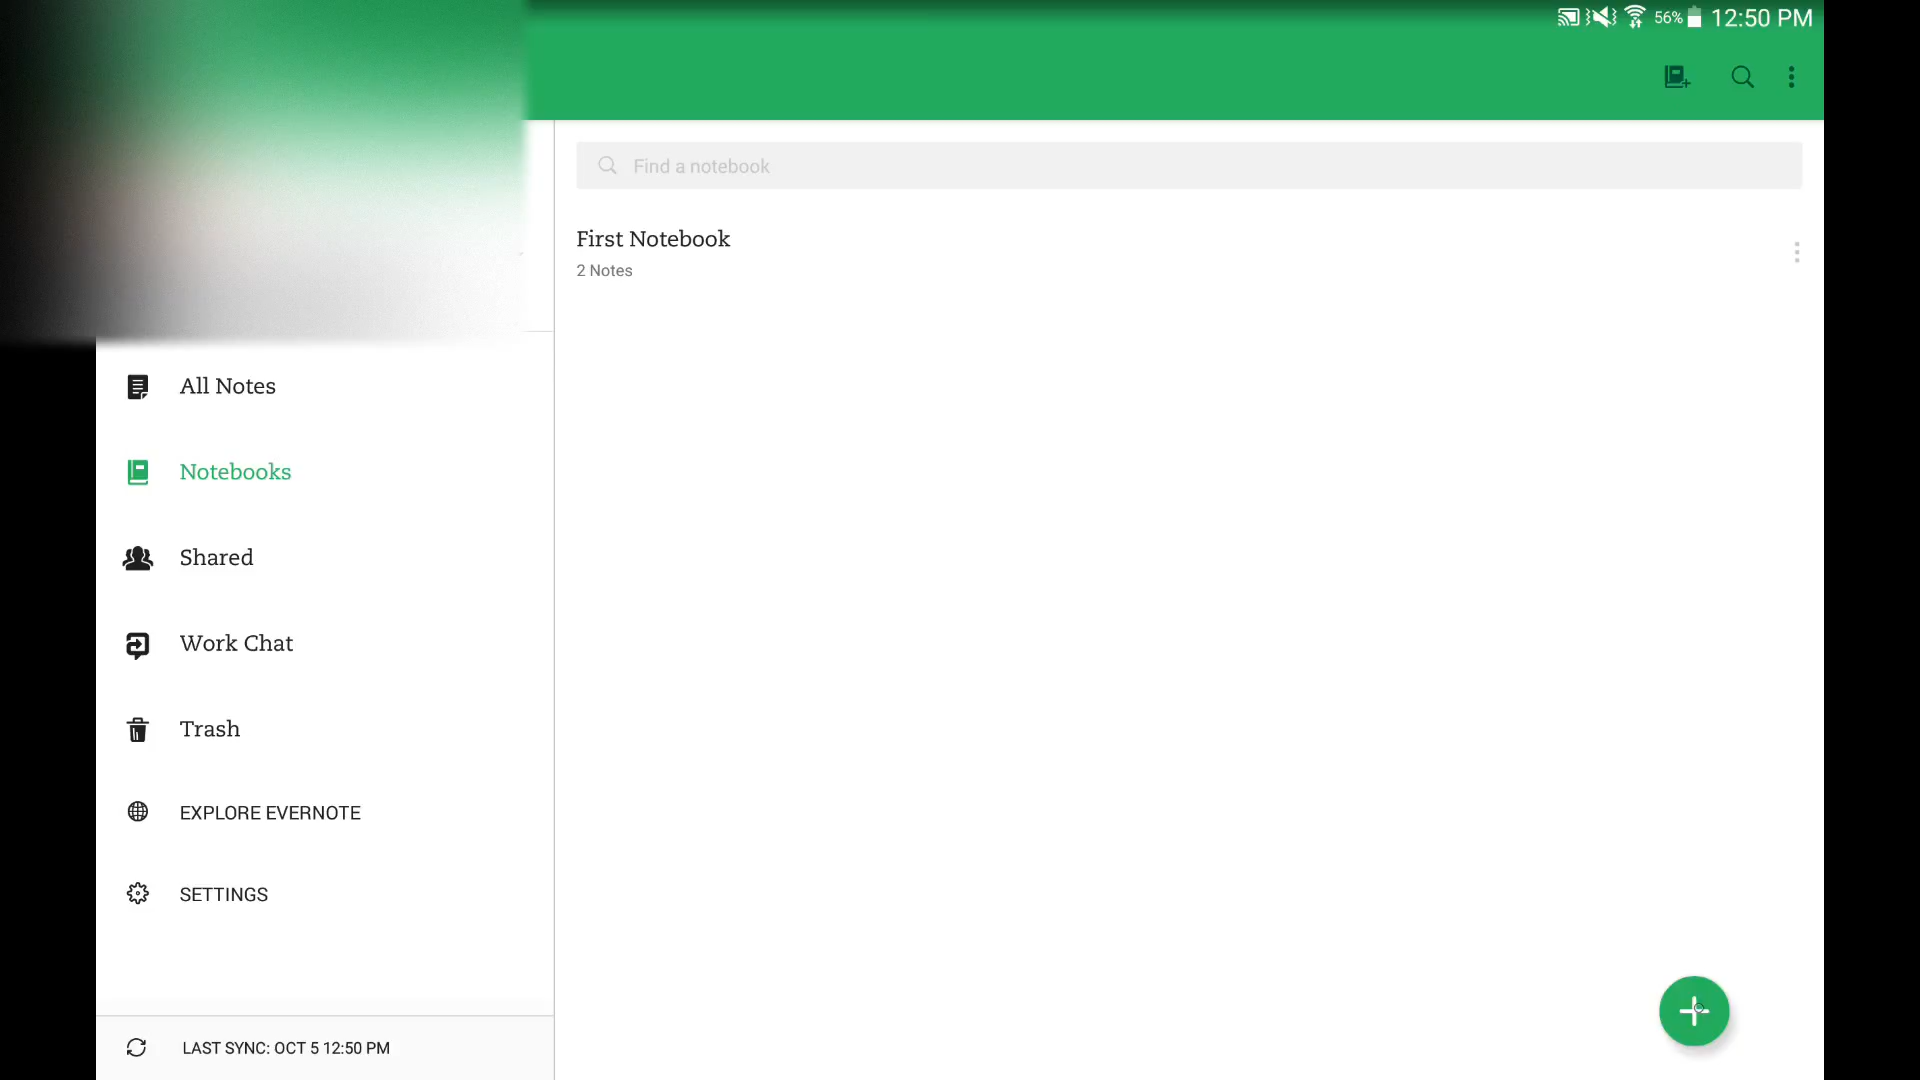 56% 12:50 PM
Find a notebook
First Notebook
2 Notes
All Notes
Notebooks
Shared
Work Chat
Trash
EXPLORE EVERNOTE
SETTINGS
LAST SYNC: OCT 5 12:50 PM